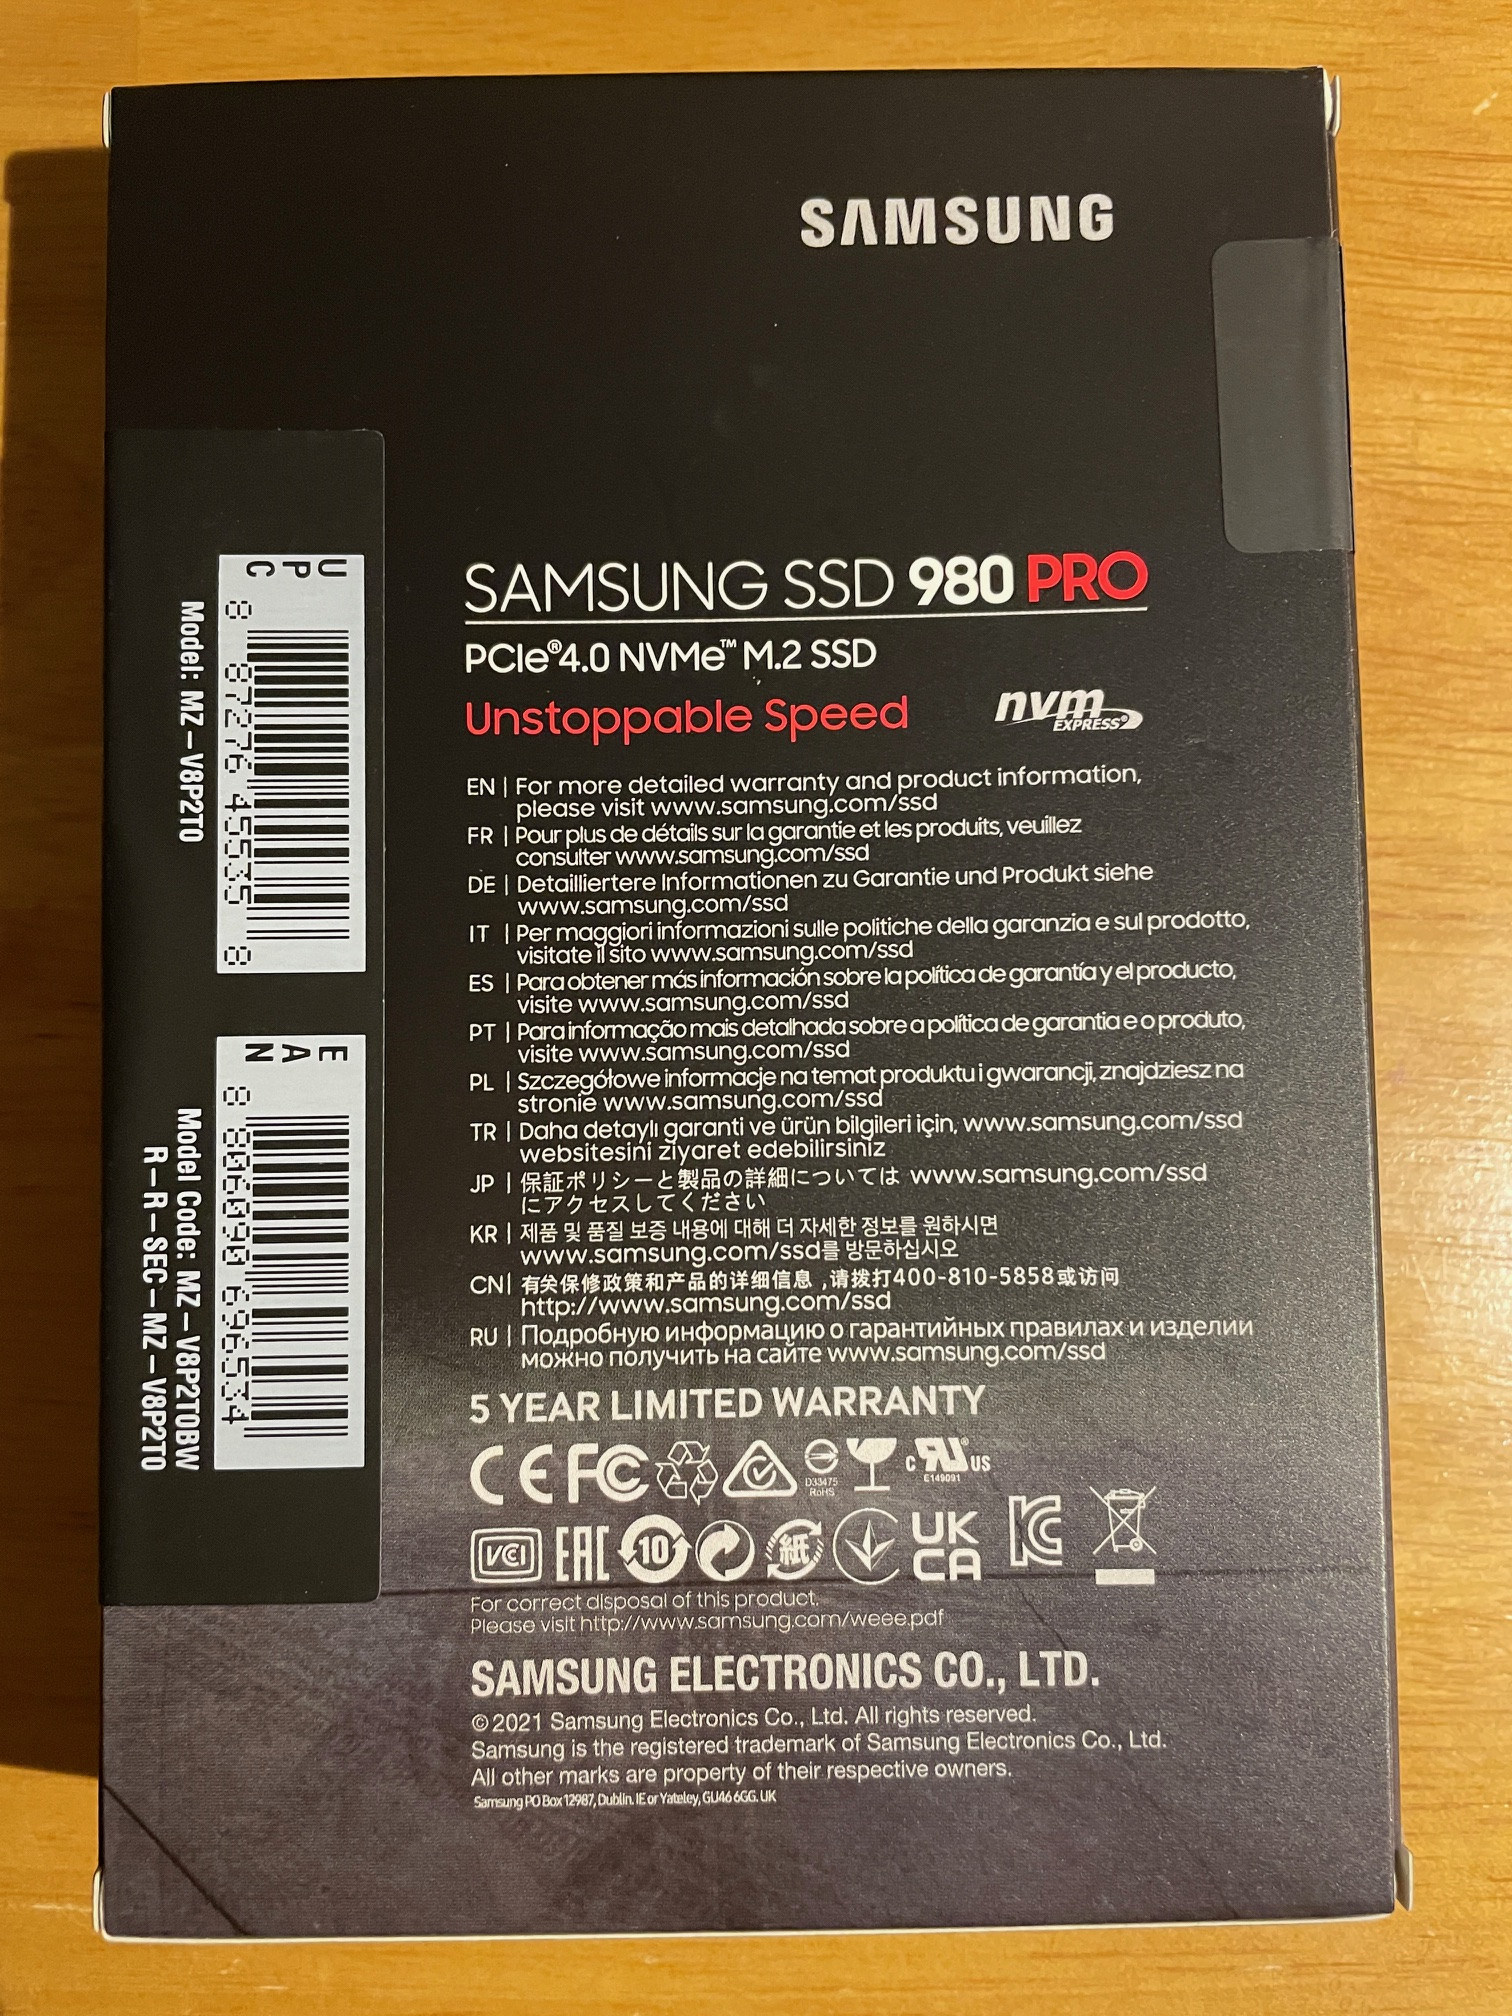 SAMSUNG
UPC
8 87276 45535 8
Model: MZ-V8P2T0
EAN
8 806090 696534
Model Code: MZ-V8P2T0BW
R-R-SEC-MZ-V8P2T0
SAMSUNG SSD 980 PRO
PCIe®4.0 NVMe™ M.2 SSD
Unstoppable Speed
nvm
EXPRESS®
EN | For more detailed warranty and product information,
please visit www.samsung.com/ssd
FR | Pour plus de détails sur la garantie et les produits, veuillez
consulter www.samsung.com/ssd
DE | Detailliertere Informationen zu Garantie und Produkt siehe
www.samsung.com/ssd
IT | Per maggiori informazioni sulle politiche della garanzia e sul prodotto,
visitate il sito www.samsung.com/ssd
ES | Para obtener más información sobre la política de garantía y el producto,
visite www.samsung.com/ssd
PT | Para informação mais detalhada sobre a política de garantia e o produto,
visite www.samsung.com/ssd
PL | Szczegółowe informacje na temat produktu i gwarancji, znajdziesz na
stronie www.samsung.com/ssd
TR | Daha detaylı garanti ve ürün bilgileri için, www.samsung.com/ssd
websitesini ziyaret edebilirsiniz
JP | 保証ポリシーと製品の詳細については www.samsung.com/ssd
にアクセスしてください
KR | 제품 및 품질 보증 내용에 대해 더 자세한 정보를 원하시면
www.samsung.com/ssd를 방문하십시오
CN | 有关保修政策和产品的详细信息,请拨打400-810-5858或访问
http://www.samsung.com/ssd
RU | Подробную информацию о гарантийных правилах и изделии
можно получить на сайте www.samsung.com/ssd
5 YEAR LIMITED WARRANTY
CE FC D33475 RoHS c RU® US E149091
VCI EAC 10 紙 UK CA KC
For correct disposal of this product.
Please visit http://www.samsung.com/weee.pdf
SAMSUNG ELECTRONICS CO., LTD.
©2021 Samsung Electronics Co., Ltd. All rights reserved.
Samsung is the registered trademark of Samsung Electronics Co., Ltd.
All other marks are property of their respective owners.
Samsung PO Box 12987, Dublin. IE or Yateley, GU46 6GG. UK